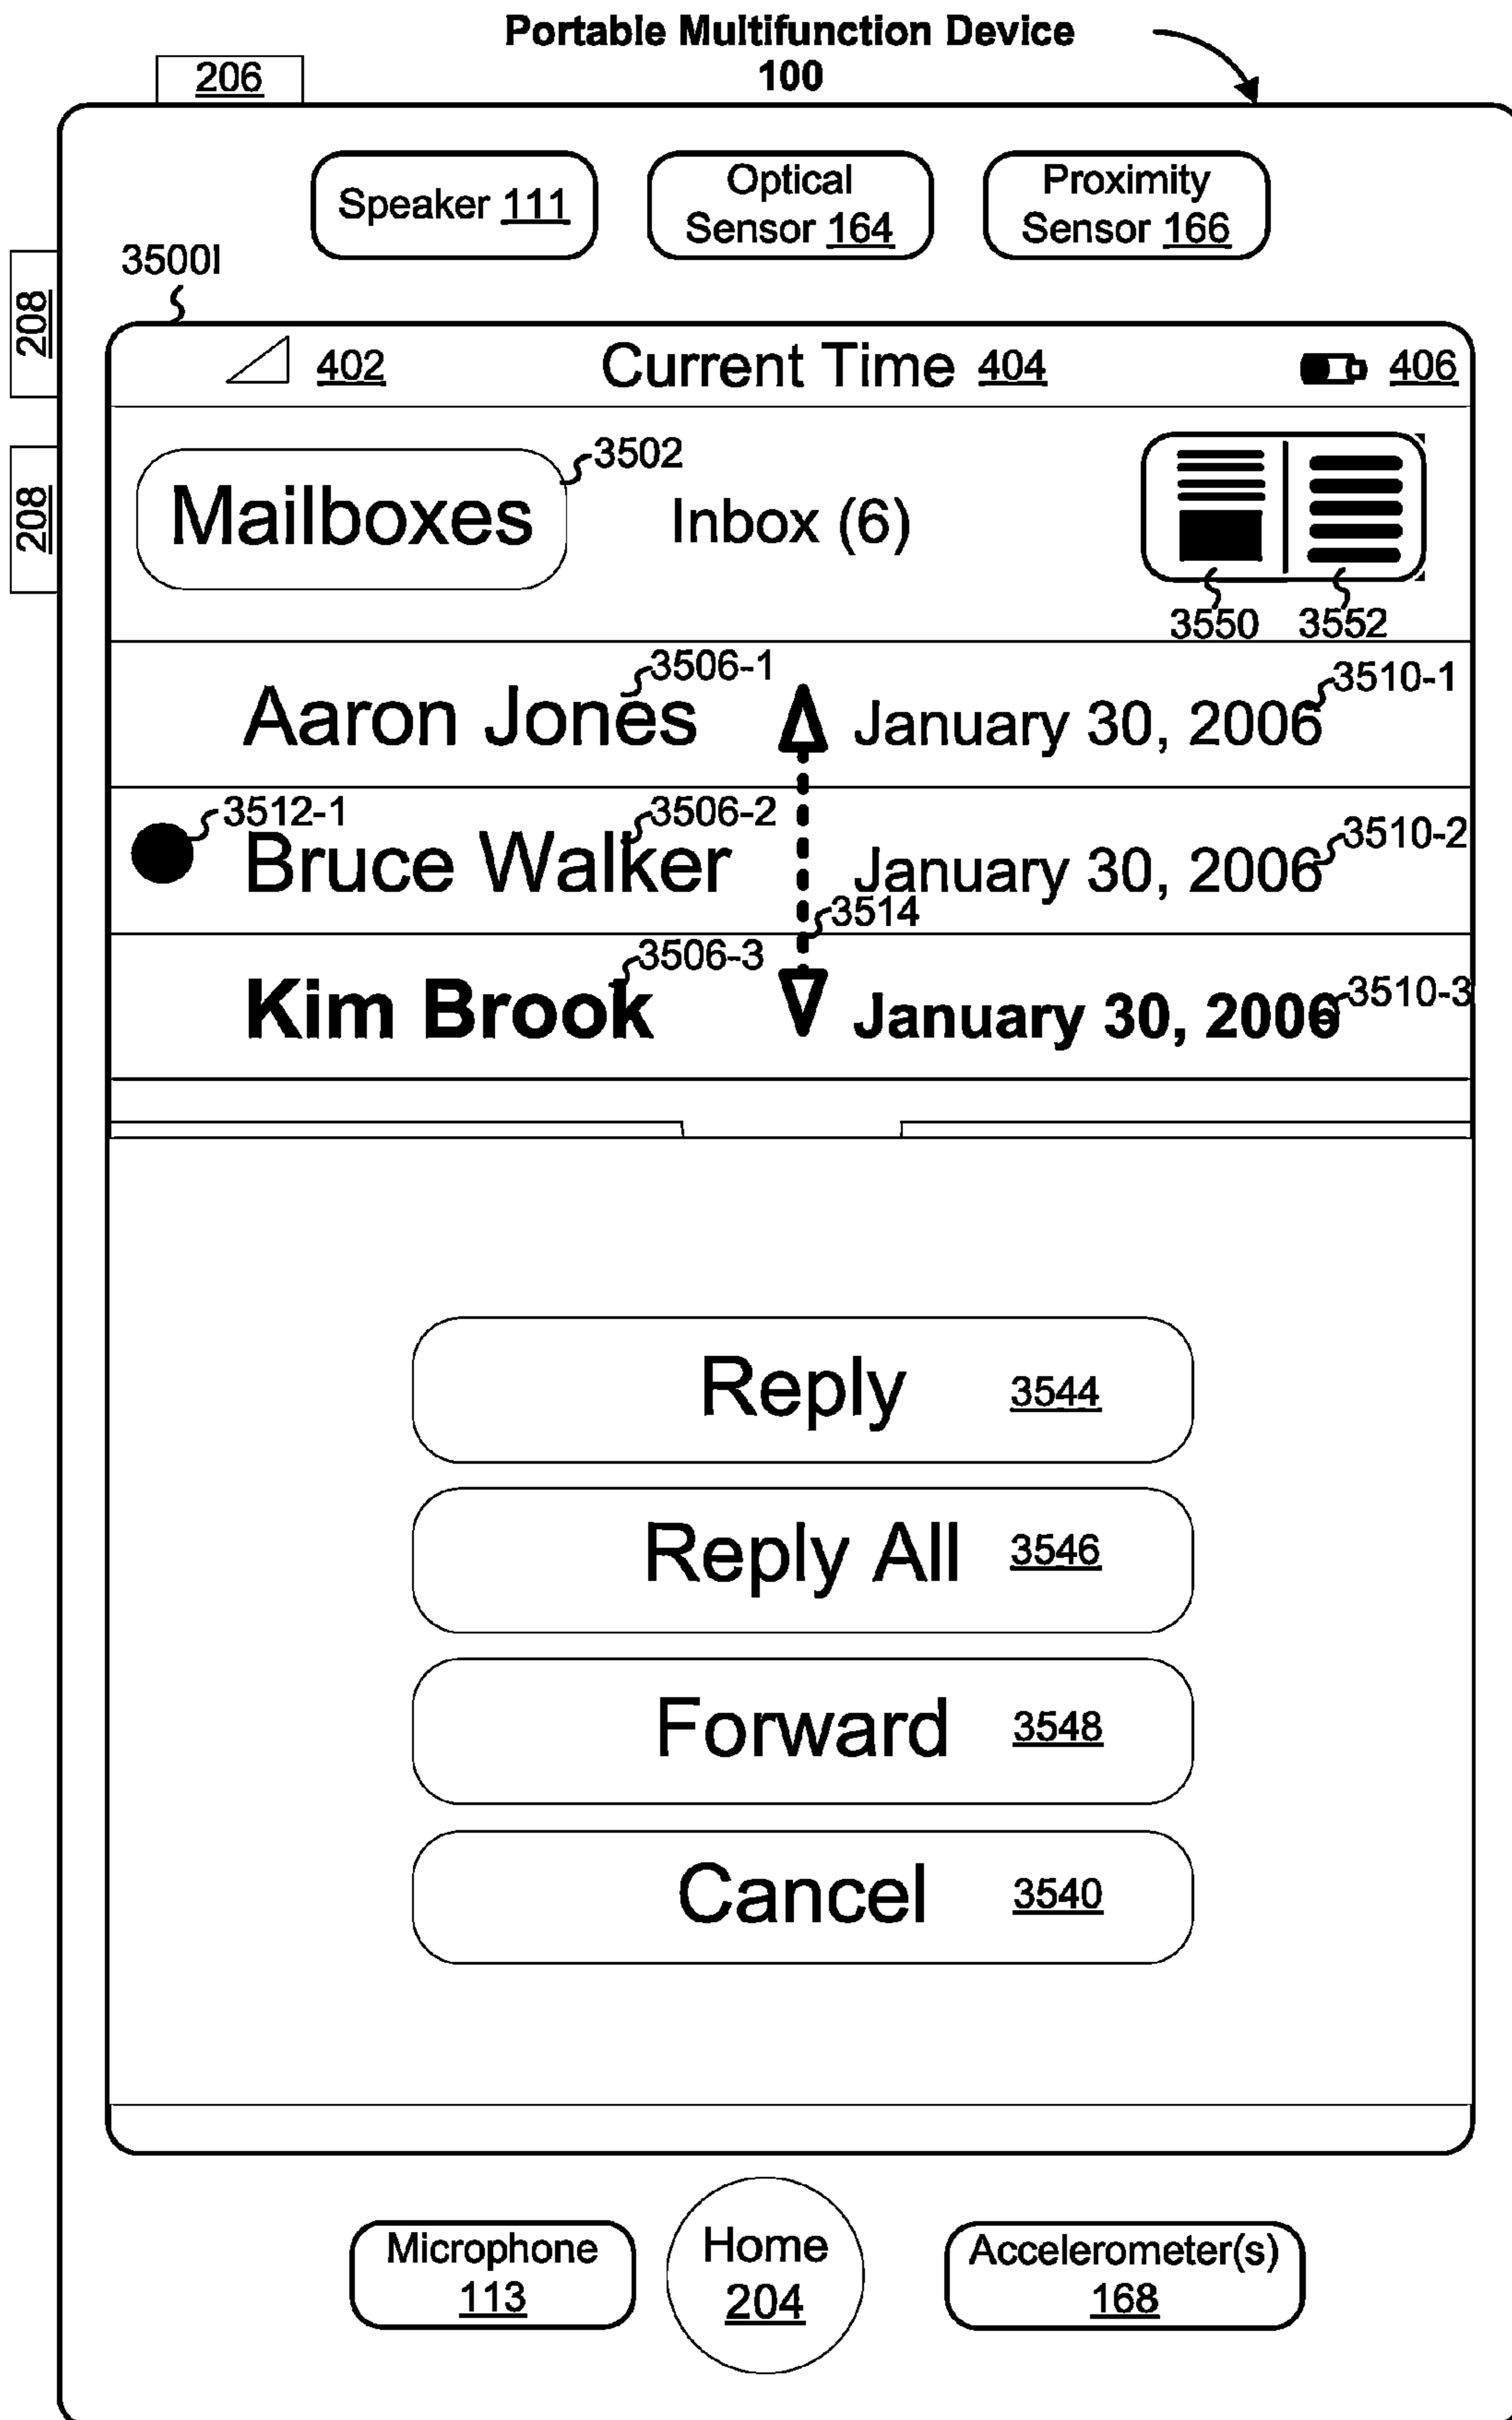 Portable Multifunction Device
100
206
Speaker 111
Optical
Sensor 164
Proximity
Sensor 166
3500I
208
402
Current Time 404
406
208
Mailboxes
3502
Inbox (6)
3550
3552
Aaron Jones
3506-1
January 30, 2006
3510-1
3512-1
Bruce Walker
3506-2
January 30, 2006
3510-2
3514
Kim Brook
3506-3
January 30, 2006
3510-3
Reply 3544
Reply All 3546
Forward 3548
Cancel 3540
Microphone
113
Home
204
Accelerometer(s)
168